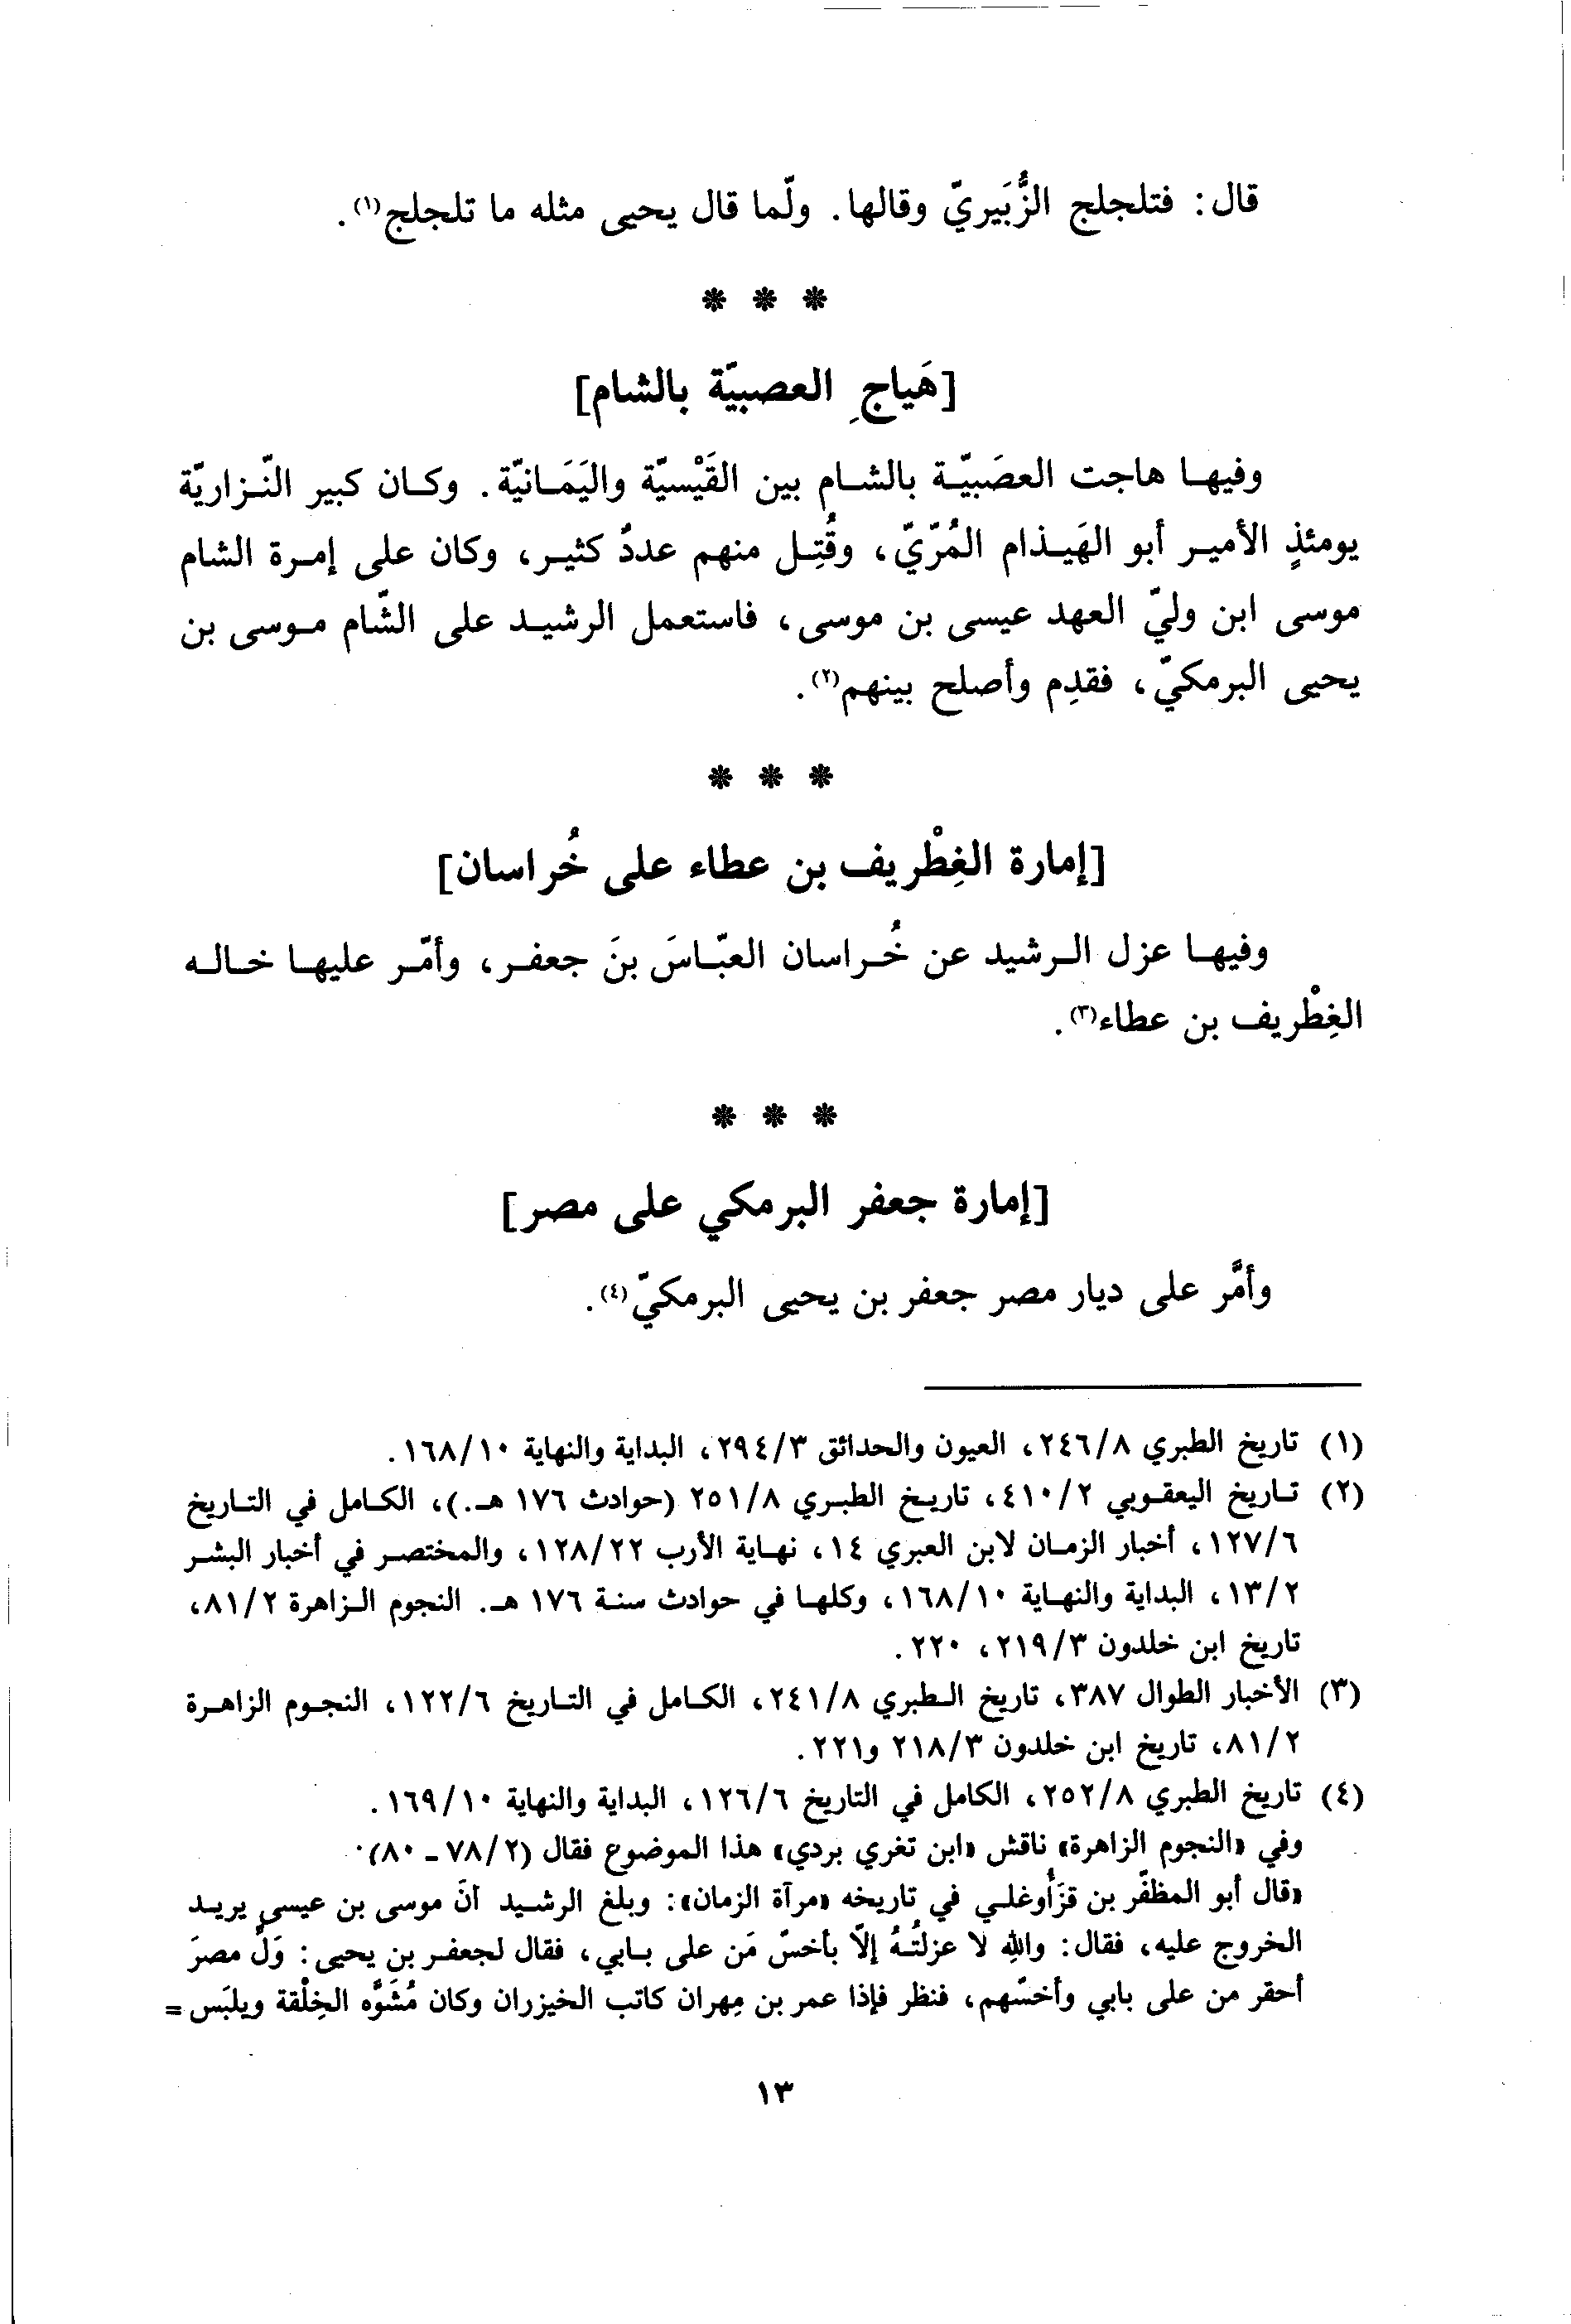 قال: فتلجلج الزُّبَيريّ وقالها. ولّما قال يحيى مثله ما تلجلج(١).
* * *
[هَياجِ العصبيّة بالشام]
وفيها هاجت العصَبيّة بالشام بين القَيْسيّة واليَمَانيّة. وكان كبير النّزاريّة
يومئذٍ الأمير أبو الهَيذام المُرّيّ، وقُتِل منهم عددٌ كثير، وكان على إمرة الشام
موسى ابن وليّ العهد عيسى بن موسى، فاستعمل الرشيد على الشّام موسى بن
يحيى البرمكيّ، فقدِم وأصلح بينهم(٢).
* * *
[إمارة الغِطْريف بن عطاء على خُراسان]
وفيها عزل الرشيد عن خُراسان العبّاسَ بنَ جعفر، وأمّر عليها خاله
الغِطْريف بن عطاء(٣).
* * *
[إمارة جعفر البرمكي على مصر]
وأمَّر على ديار مصر جعفر بن يحيى البرمكيّ(٤).
(١) تاريخ الطبري ٢٤٦/٨، العيون والحدائق ٢٩٤/٣، البداية والنهاية ١٦٨/١٠.
(٢) تاريخ اليعقوبي ٤١٠/٢، تاريخ الطبري ٢٥١/٨ (حوادث ١٧٦ هـ.)، الكامل في التاريخ
١٢٧/٦، أخبار الزمان لابن العبري ١٤، نهاية الأرب ١٢٨/٢٢، والمختصر في أخبار البشر
١٣/٢، البداية والنهاية ١٦٨/١٠، وكلها في حوادث سنة ١٧٦ هـ. النجوم الزاهرة ٨١/٢،
تاريخ ابن خلدون ٢١٩/٣، ٢٢٠.
(٣) الأخبار الطوال ٣٨٧، تاريخ الطبري ٢٤١/٨، الكامل في التاريخ ١٢٢/٦، النجوم الزاهرة
٨١/٢، تاريخ ابن خلدون ٢١٨/٣ و٢٢١.
(٤) تاريخ الطبري ٢٥٢/٨، الكامل في التاريخ ١٢٦/٦، البداية والنهاية ١٦٩/١٠.
وفي «النجوم الزاهرة» ناقش «ابن تغري بردي» هذا الموضوع فقال (٧٨/٢ - ٨٠)·
«قال أبو المظفّر بن قزَأُوغلي في تاريخه «مرآة الزمان»: وبلغ الرشيد أنّ موسى بن عيسى يريد
الخروج عليه، فقال: واللهِ لا عزلتُهُ إلّا بأخسّ مَن على بابي، فقال لجعفر بن يحيى: وَلِّ مصرَ
أحقر من على بابي وأخسّهم، فنظر فإذا عمر بن مِهران كاتب الخيزران وكان مُشَوَّه الخِلْقة ويلبَس =
١٣